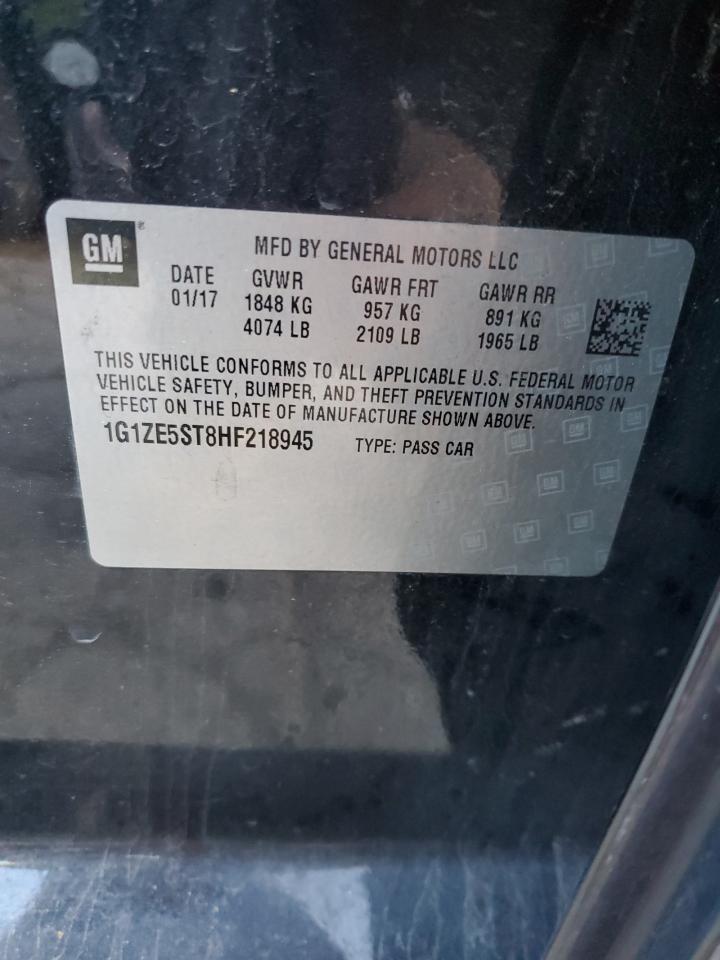 GM®
MFD BY GENERAL MOTORS LLC
DATE GVWR GAWR FRT GAWR RR
01/17 1848 KG 957 KG 891 KG
4074 LB 2109 LB 1965 LB
THIS VEHICLE CONFORMS TO ALL APPLICABLE U.S. FEDERAL MOTOR
VEHICLE SAFETY, BUMPER, AND THEFT PREVENTION STANDARDS IN
EFFECT ON THE DATE OF MANUFACTURE SHOWN ABOVE.
1G1ZE5ST8HF218945 TYPE: PASS CAR